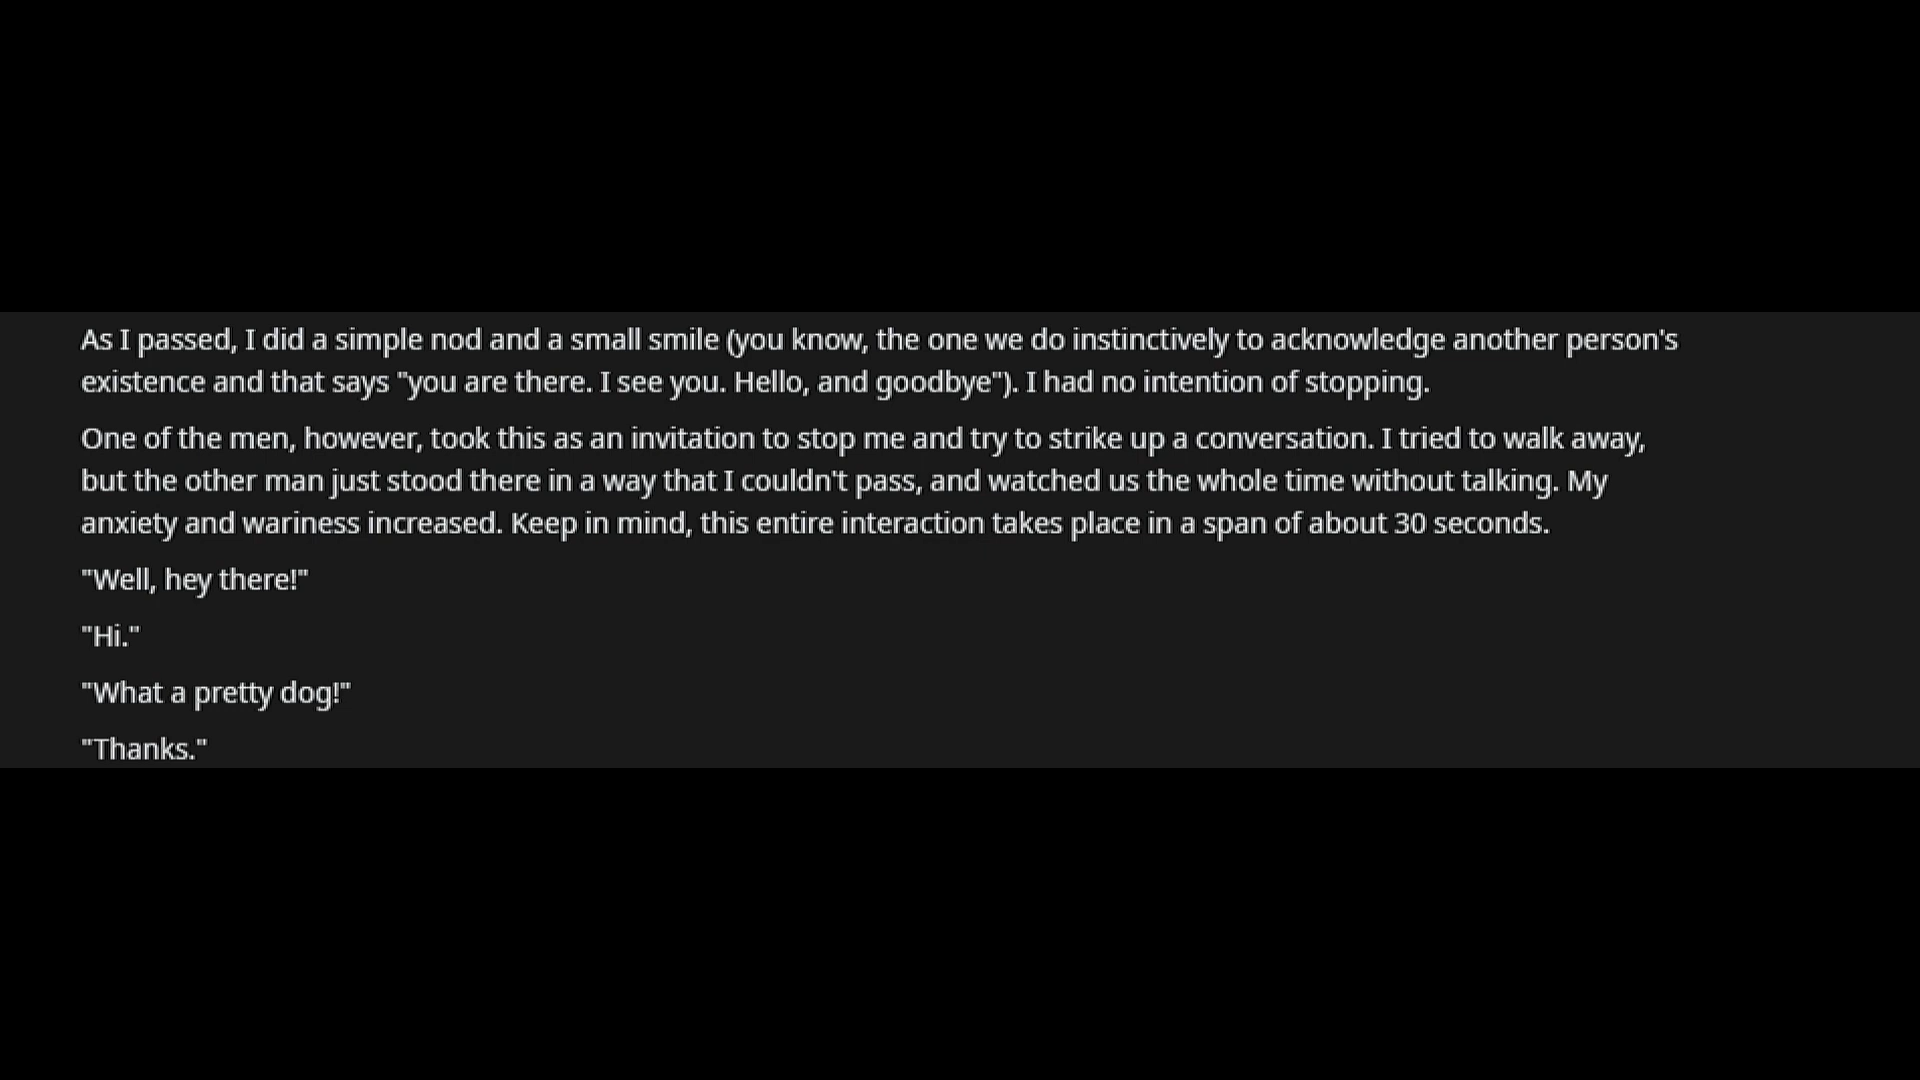 As I passed, I did a simple nod and a small smile (you know, the one we do instinctively to acknowledge another person's
existence and that says "you are there. I see you. Hello, and goodbye"). I had no intention of stopping.
One of the men, however, took this as an invitation to stop me and try to strike up a conversation. I tried to walk away,
but the other man just stood there in a way that I couldn't pass, and watched us the whole time without talking. My
anxiety and wariness increased. Keep in mind, this entire interaction takes place in a span of about 30 seconds.
"Well, hey there!"
"Hi."
"What a pretty dog!"
"Thanks."